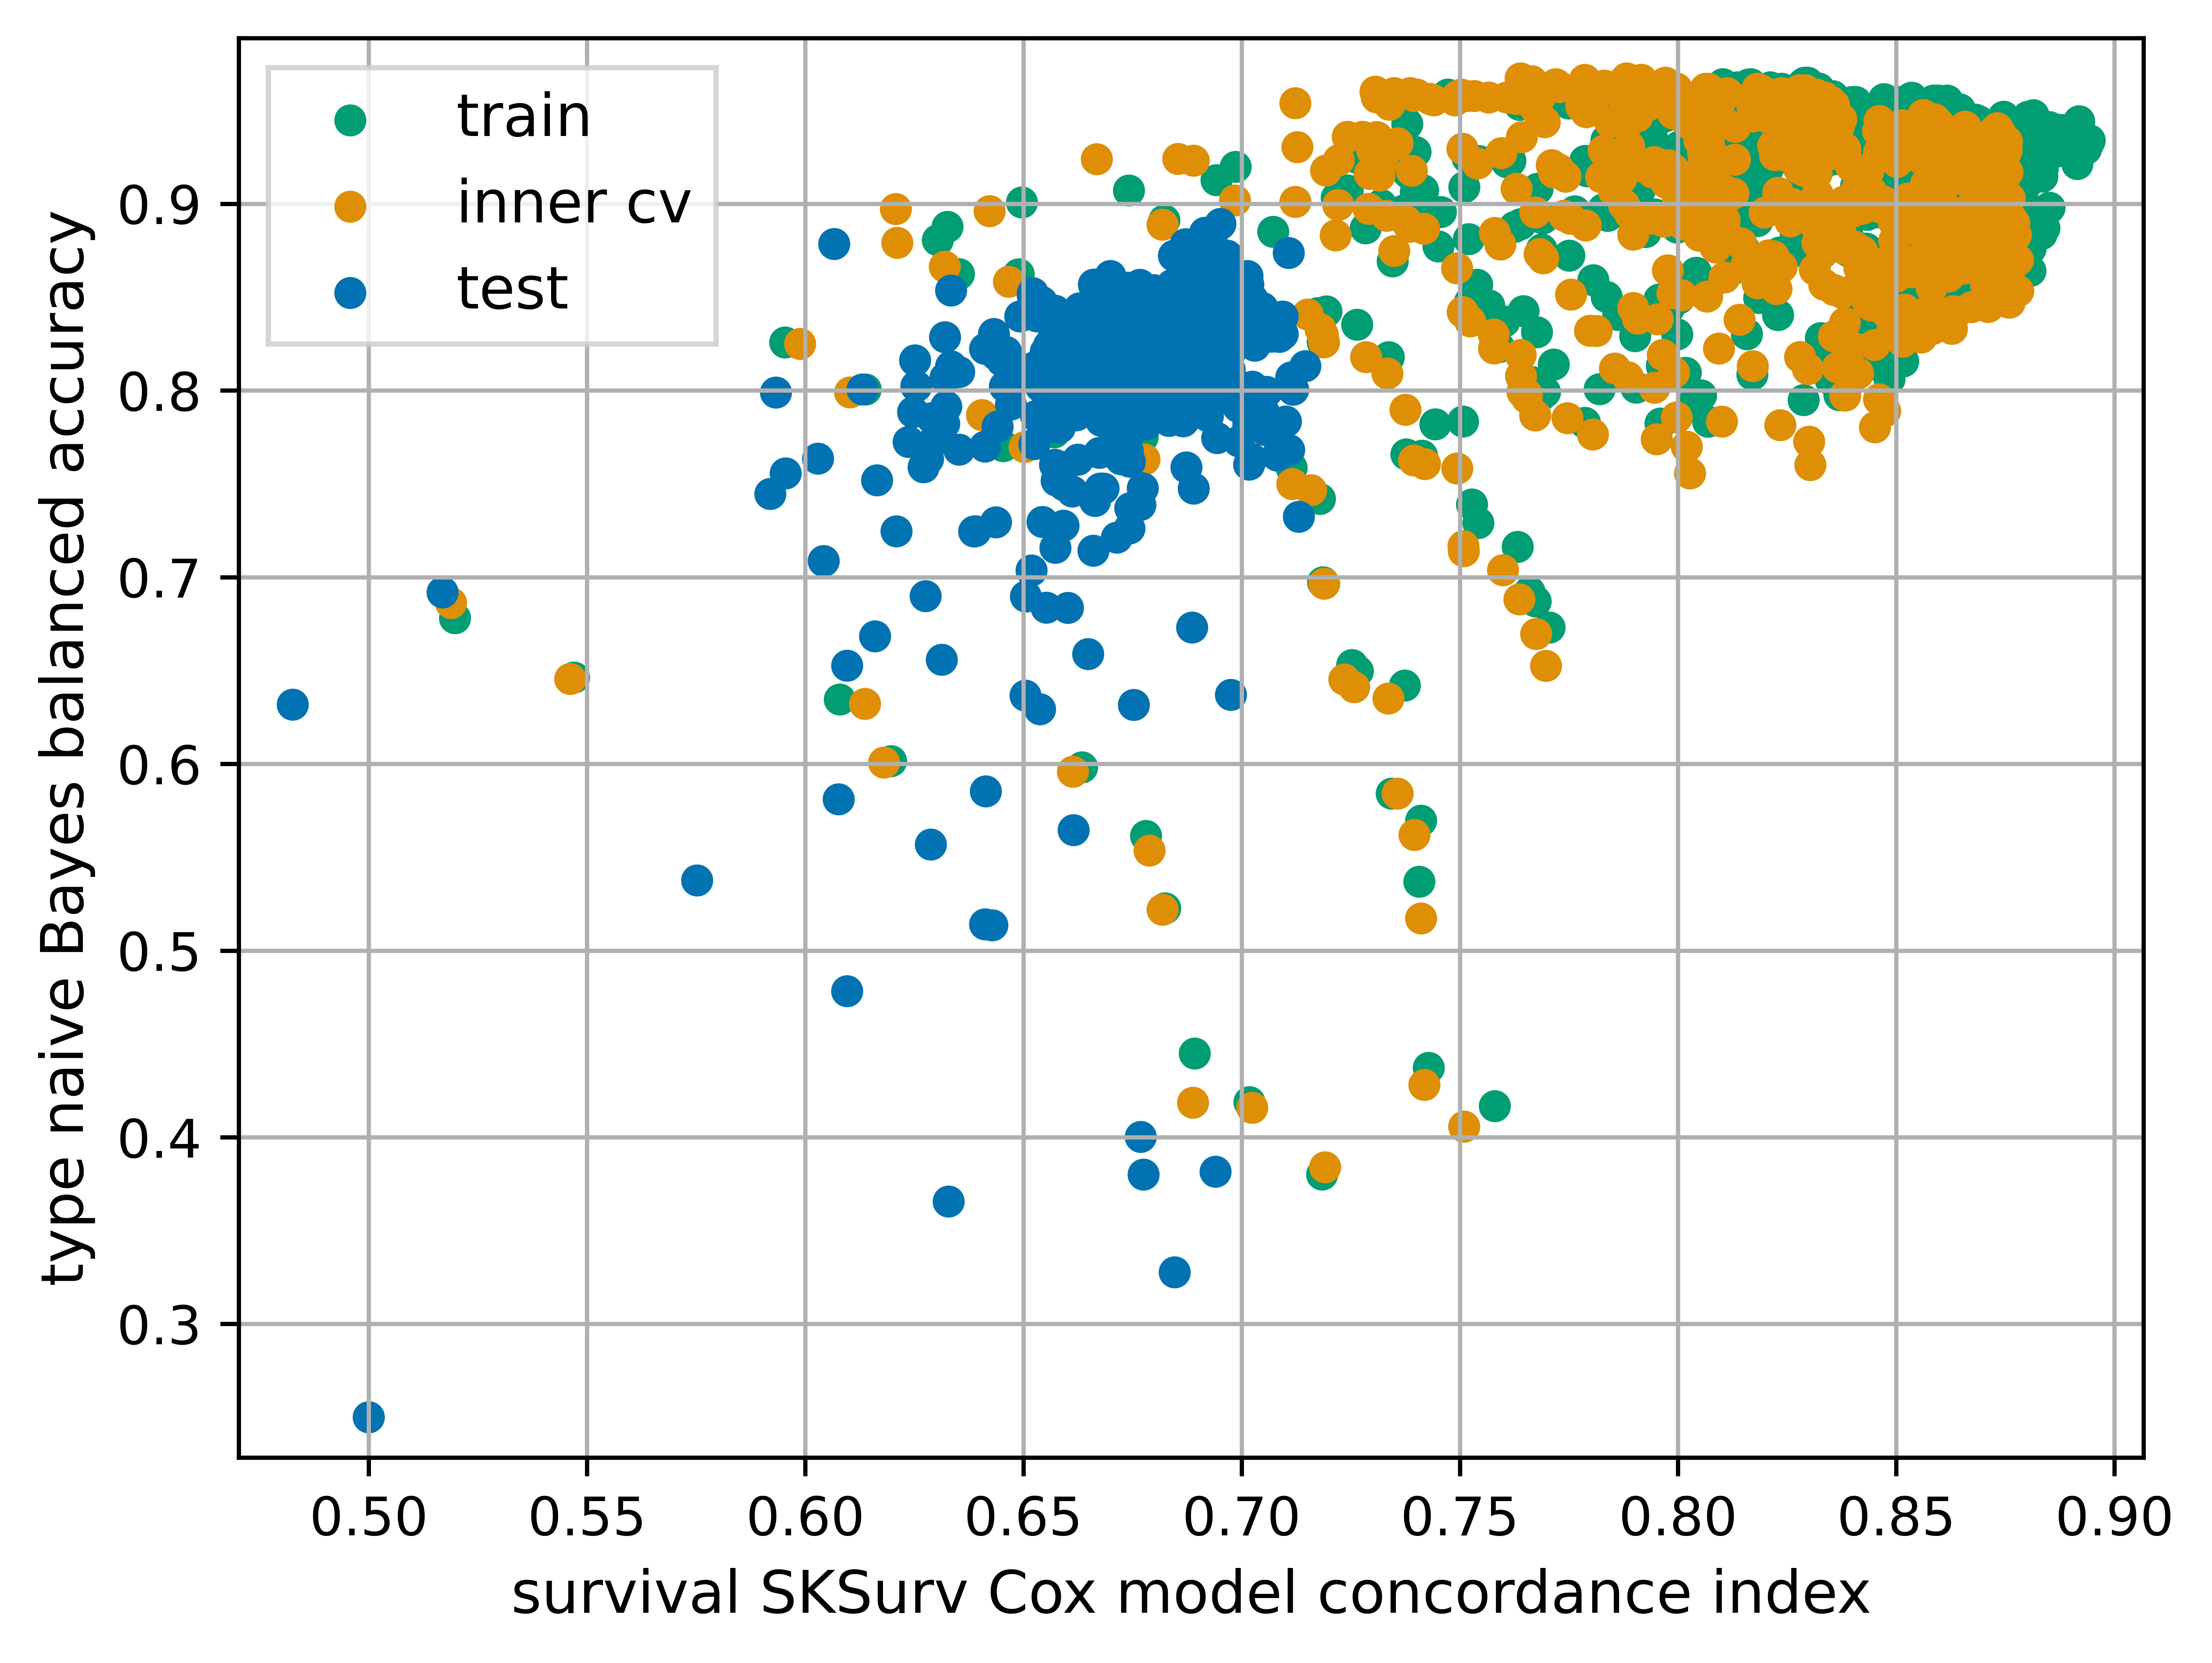 train
inner cv
test
type naive Bayes balanced accuracy
0.9
0.8
0.7
0.6
0.5
0.4
0.3
0.50 0.55 0.60 0.65 0.70 0.75 0.80 0.85 0.90
survival SKSurv Cox model concordance index